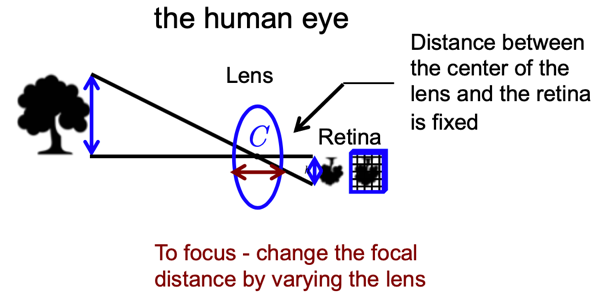 the human eye
Distance between
the center of the
lens and the retina
is fixed
Lens
C
Retina
To focus - change the focal
distance by varying the lens